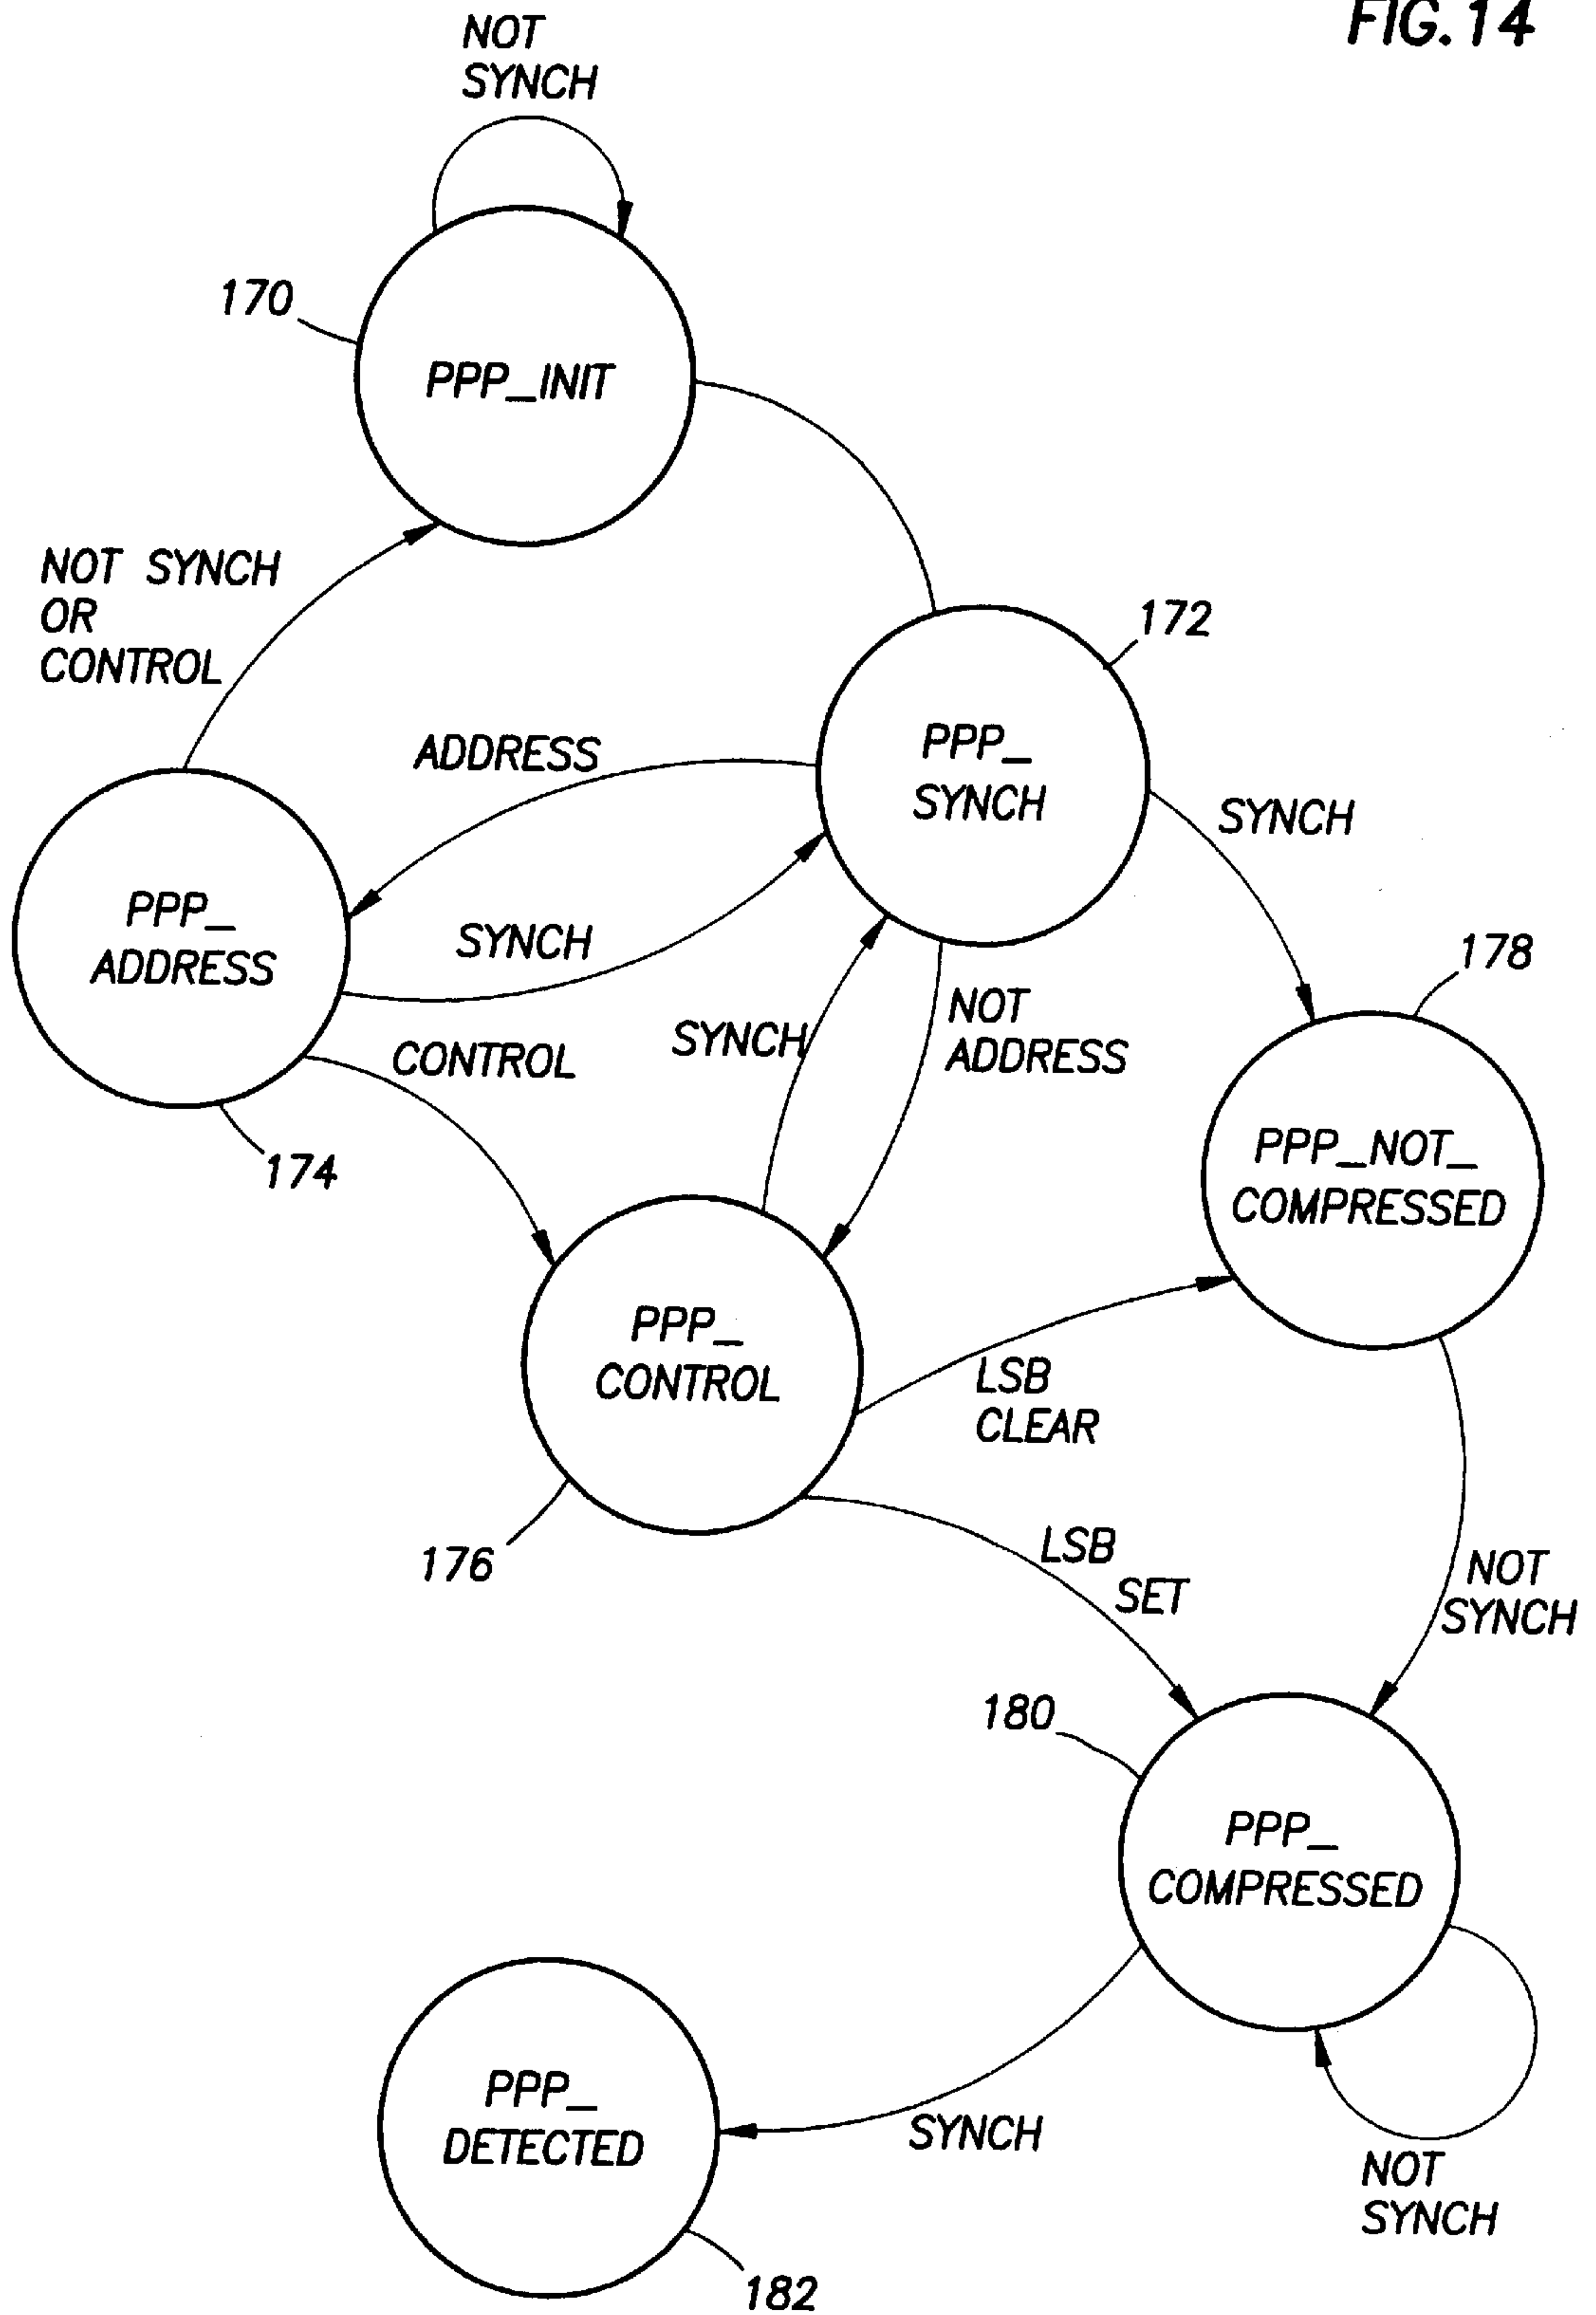 FIG.14
NOT
SYNCH
170
PPP_INIT
NOT SYNCH
OR
CONTROL
172
PPP_
SYNCH
ADDRESS
SYNCH
PPP_
ADDRESS
SYNCH
178
NOT
ADDRESS
SYNCH
CONTROL
174
PPP_NOT_
COMPRESSED
PPP_
CONTROL
LSB
CLEAR
176
LSB
SET
NOT
SYNCH
180
PPP_
COMPRESSED
PPP_
DETECTED
SYNCH
NOT
SYNCH
182